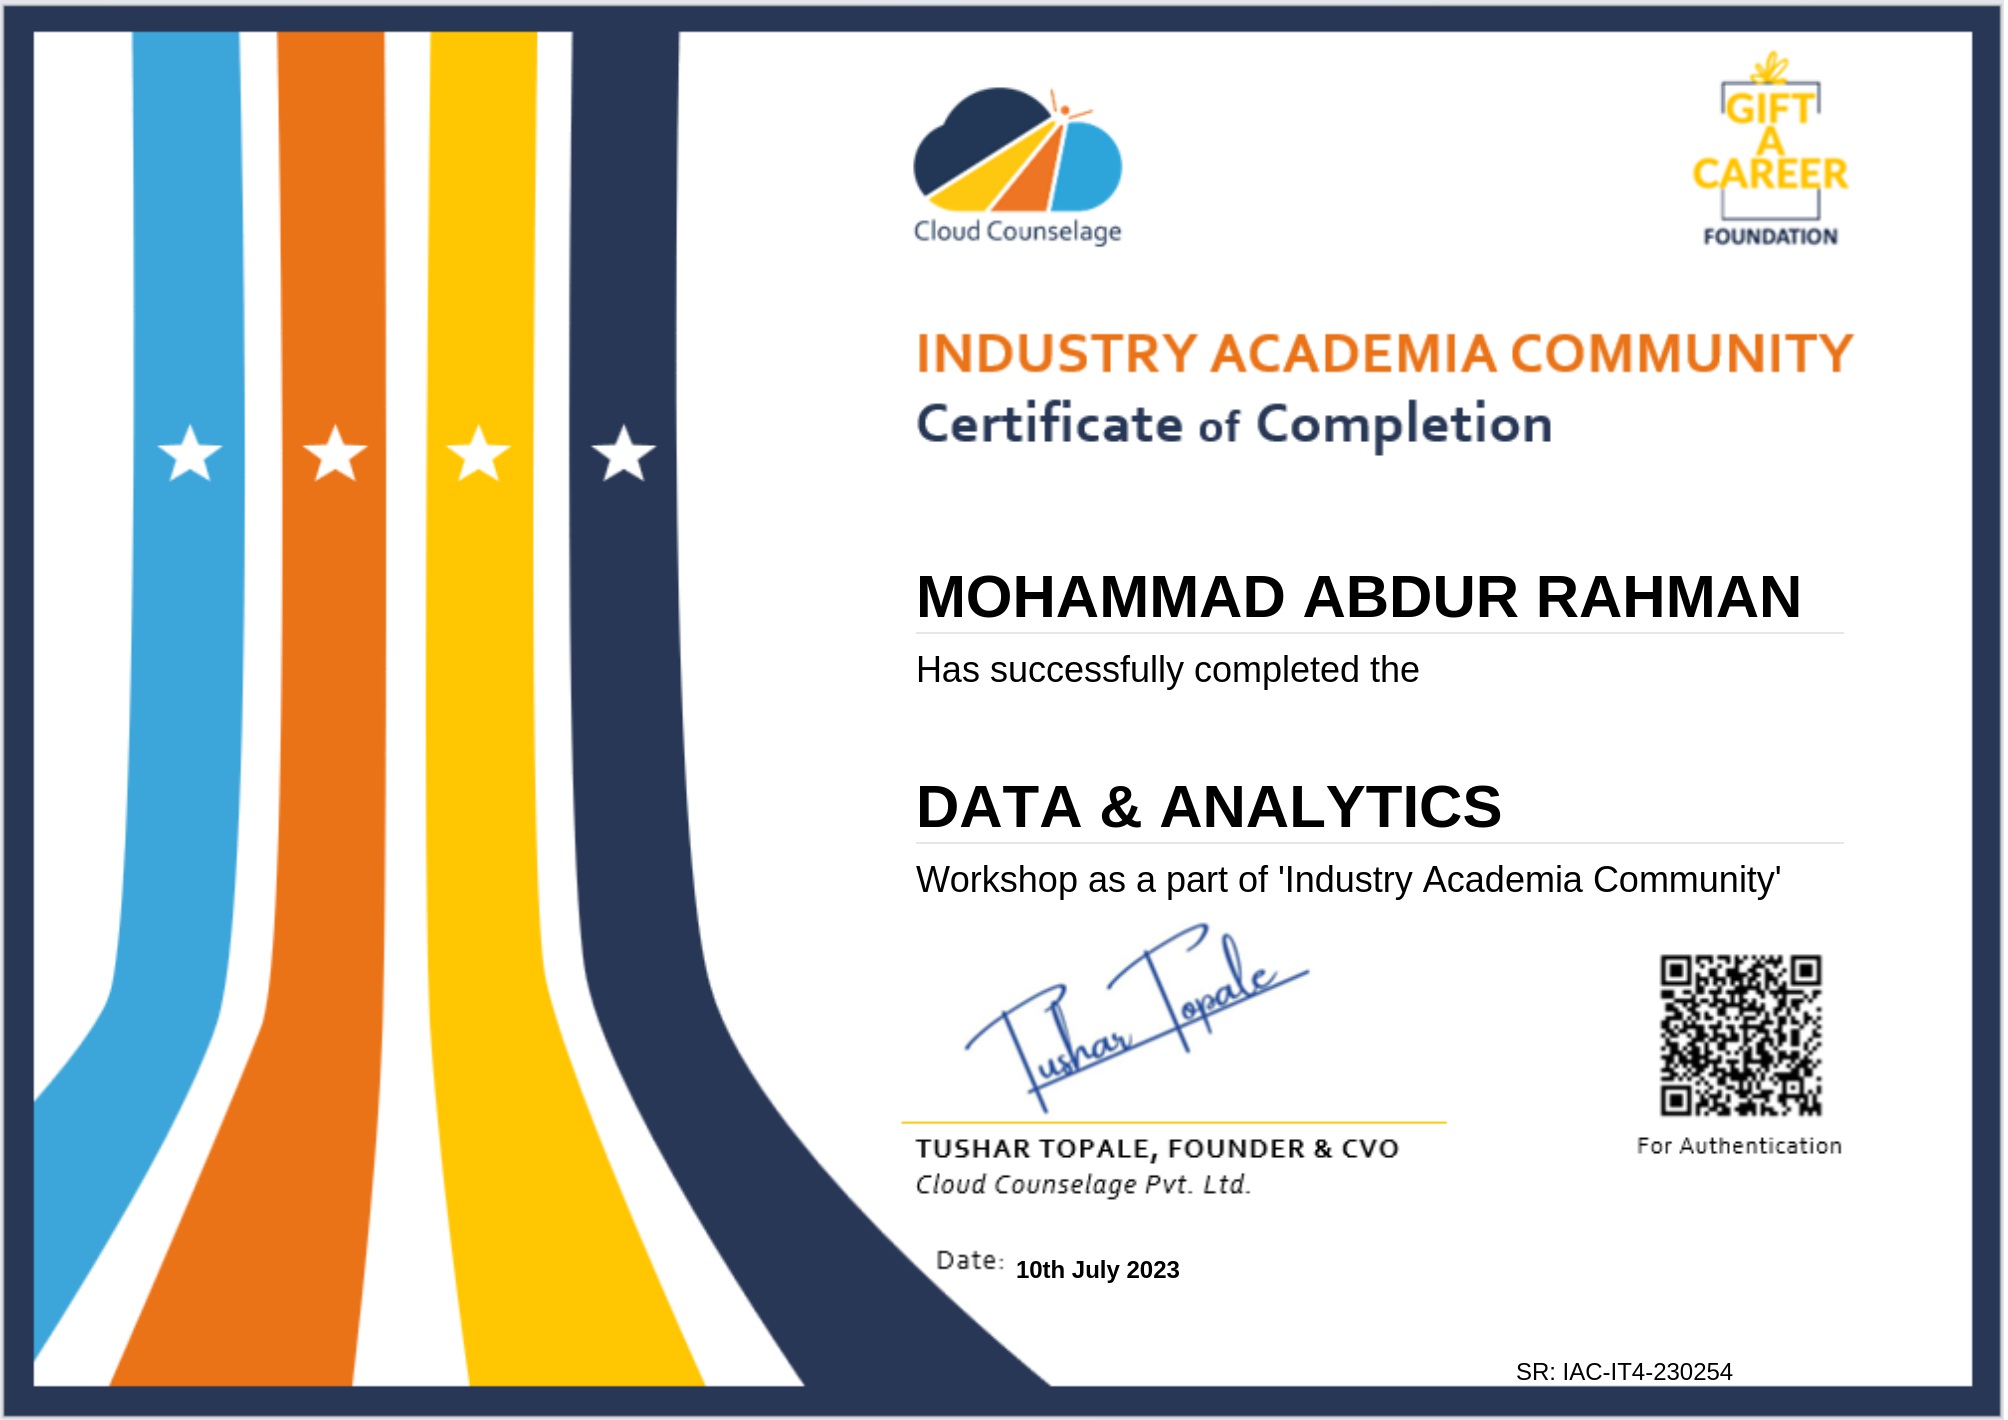 Cloud Counselage
GIFT
A
CAREER
FOUNDATION
INDUSTRY ACADEMIA COMMUNITY
Certificate of Completion
MOHAMMAD ABDUR RAHMAN
Has successfully completed the
DATA & ANALYTICS
Workshop as a part of 'Industry Academia Community'
Tushar Topale
TUSHAR TOPALE, FOUNDER & CVO
Cloud Counselage Pvt. Ltd.
For Authentication
Date: 10th July 2023
SR: IAC-IT4-230254